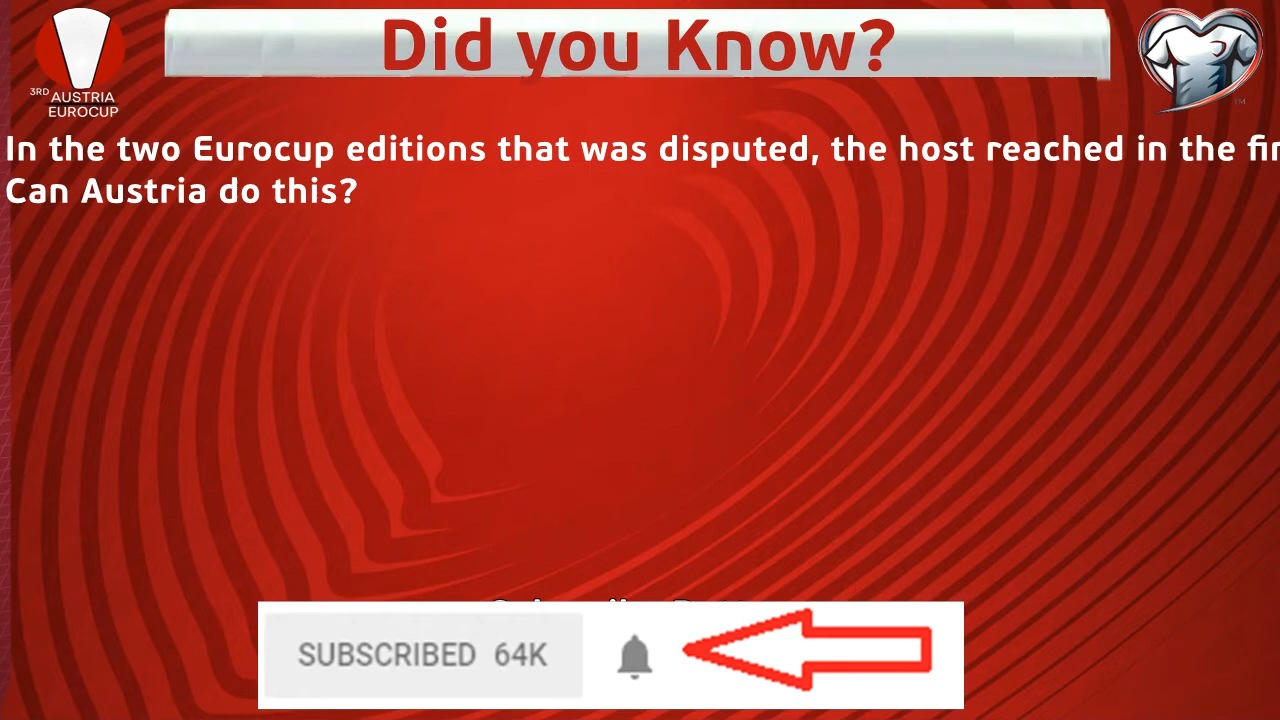 Did you Know?
3RD AUSTRIA
EUROCUP
TM
In the two Eurocup editions that was disputed, the host reached in the
Can Austria do this?
SUBSCRIBED 64K